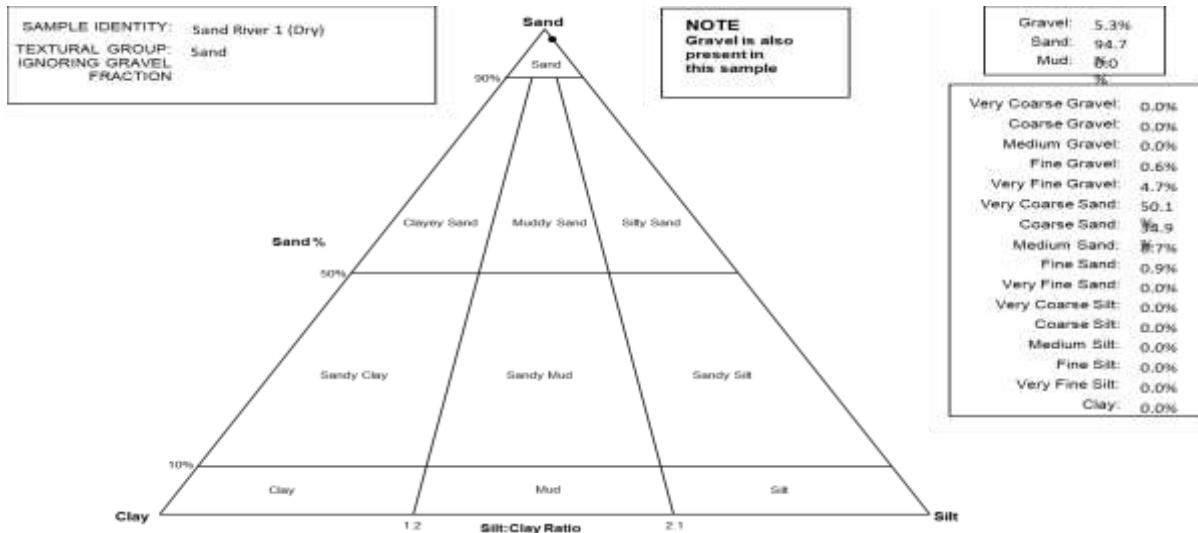 SAMPLE IDENTITY: Sand River 1 (Dry)
TEXTURAL GROUP: Sand
IGNORING GRAVEL
FRACTION
Sand
NOTE
Gravel is also
present in
this sample
Gravel: 5.3%
Sand: 94.7
%
Mud: 0.0
%
Sand
90%
Clayey Sand
Muddy Sand
Silty Sand
Sand %
50%
Sandy Clay
Sandy Mud
Sandy Silt
10%
Clay
Mud
Silt
Clay
1:2
Silt:Clay Ratio
2:1
Silt
Very Coarse Gravel: 0.0%
Coarse Gravel: 0.0%
Medium Gravel: 0.0%
Fine Gravel: 0.6%
Very Fine Gravel: 4.7%
Very Coarse Sand: 50.1
%
Coarse Sand: 34.9
%
Medium Sand: 8.7%
Fine Sand: 0.9%
Very Fine Sand: 0.0%
Very Coarse Silt: 0.0%
Coarse Silt: 0.0%
Medium Silt: 0.0%
Fine Silt: 0.0%
Very Fine Silt: 0.0%
Clay: 0.0%